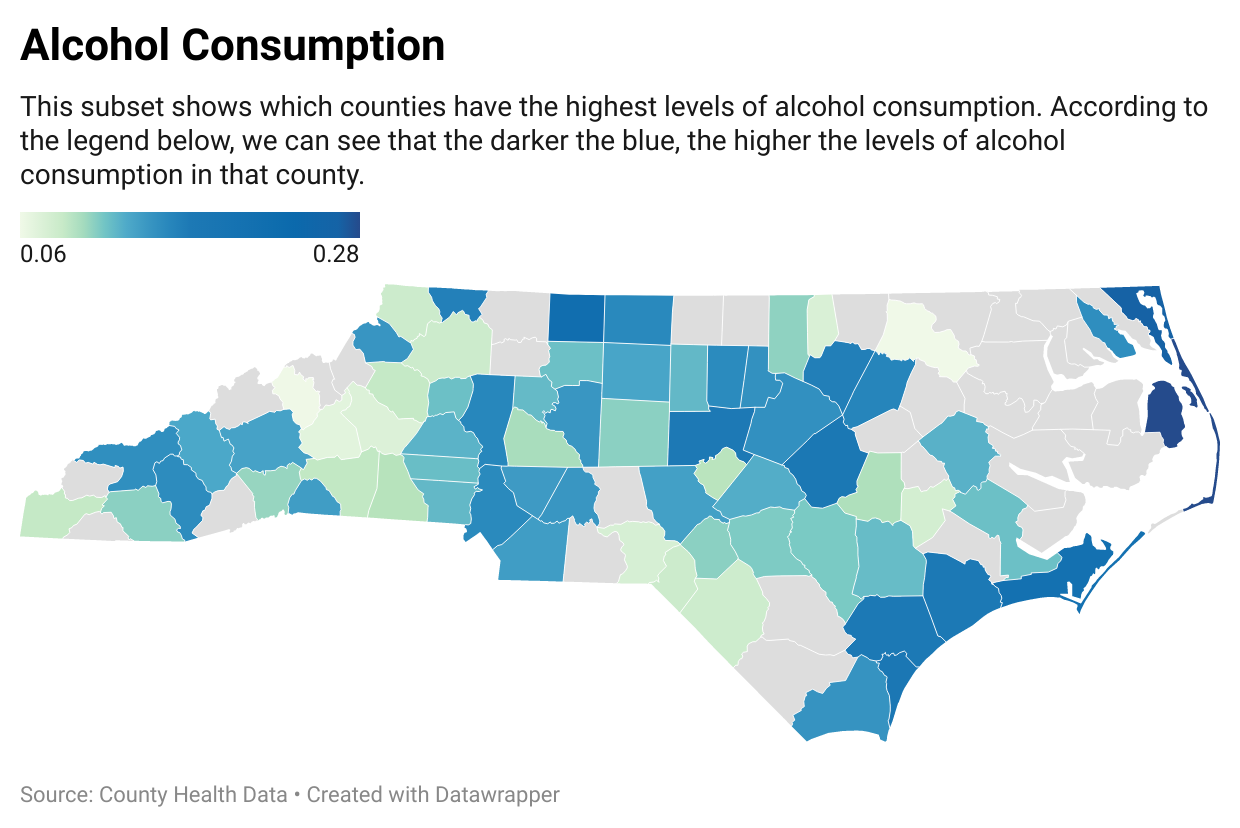 Alcohol Consumption
This subset shows which counties have the highest levels of alcohol consumption. According to
the legend below, we can see that the darker the blue, the higher the levels of alcohol
consumption in that county.
0.06 0.28
Source: County Health Data • Created with Datawrapper